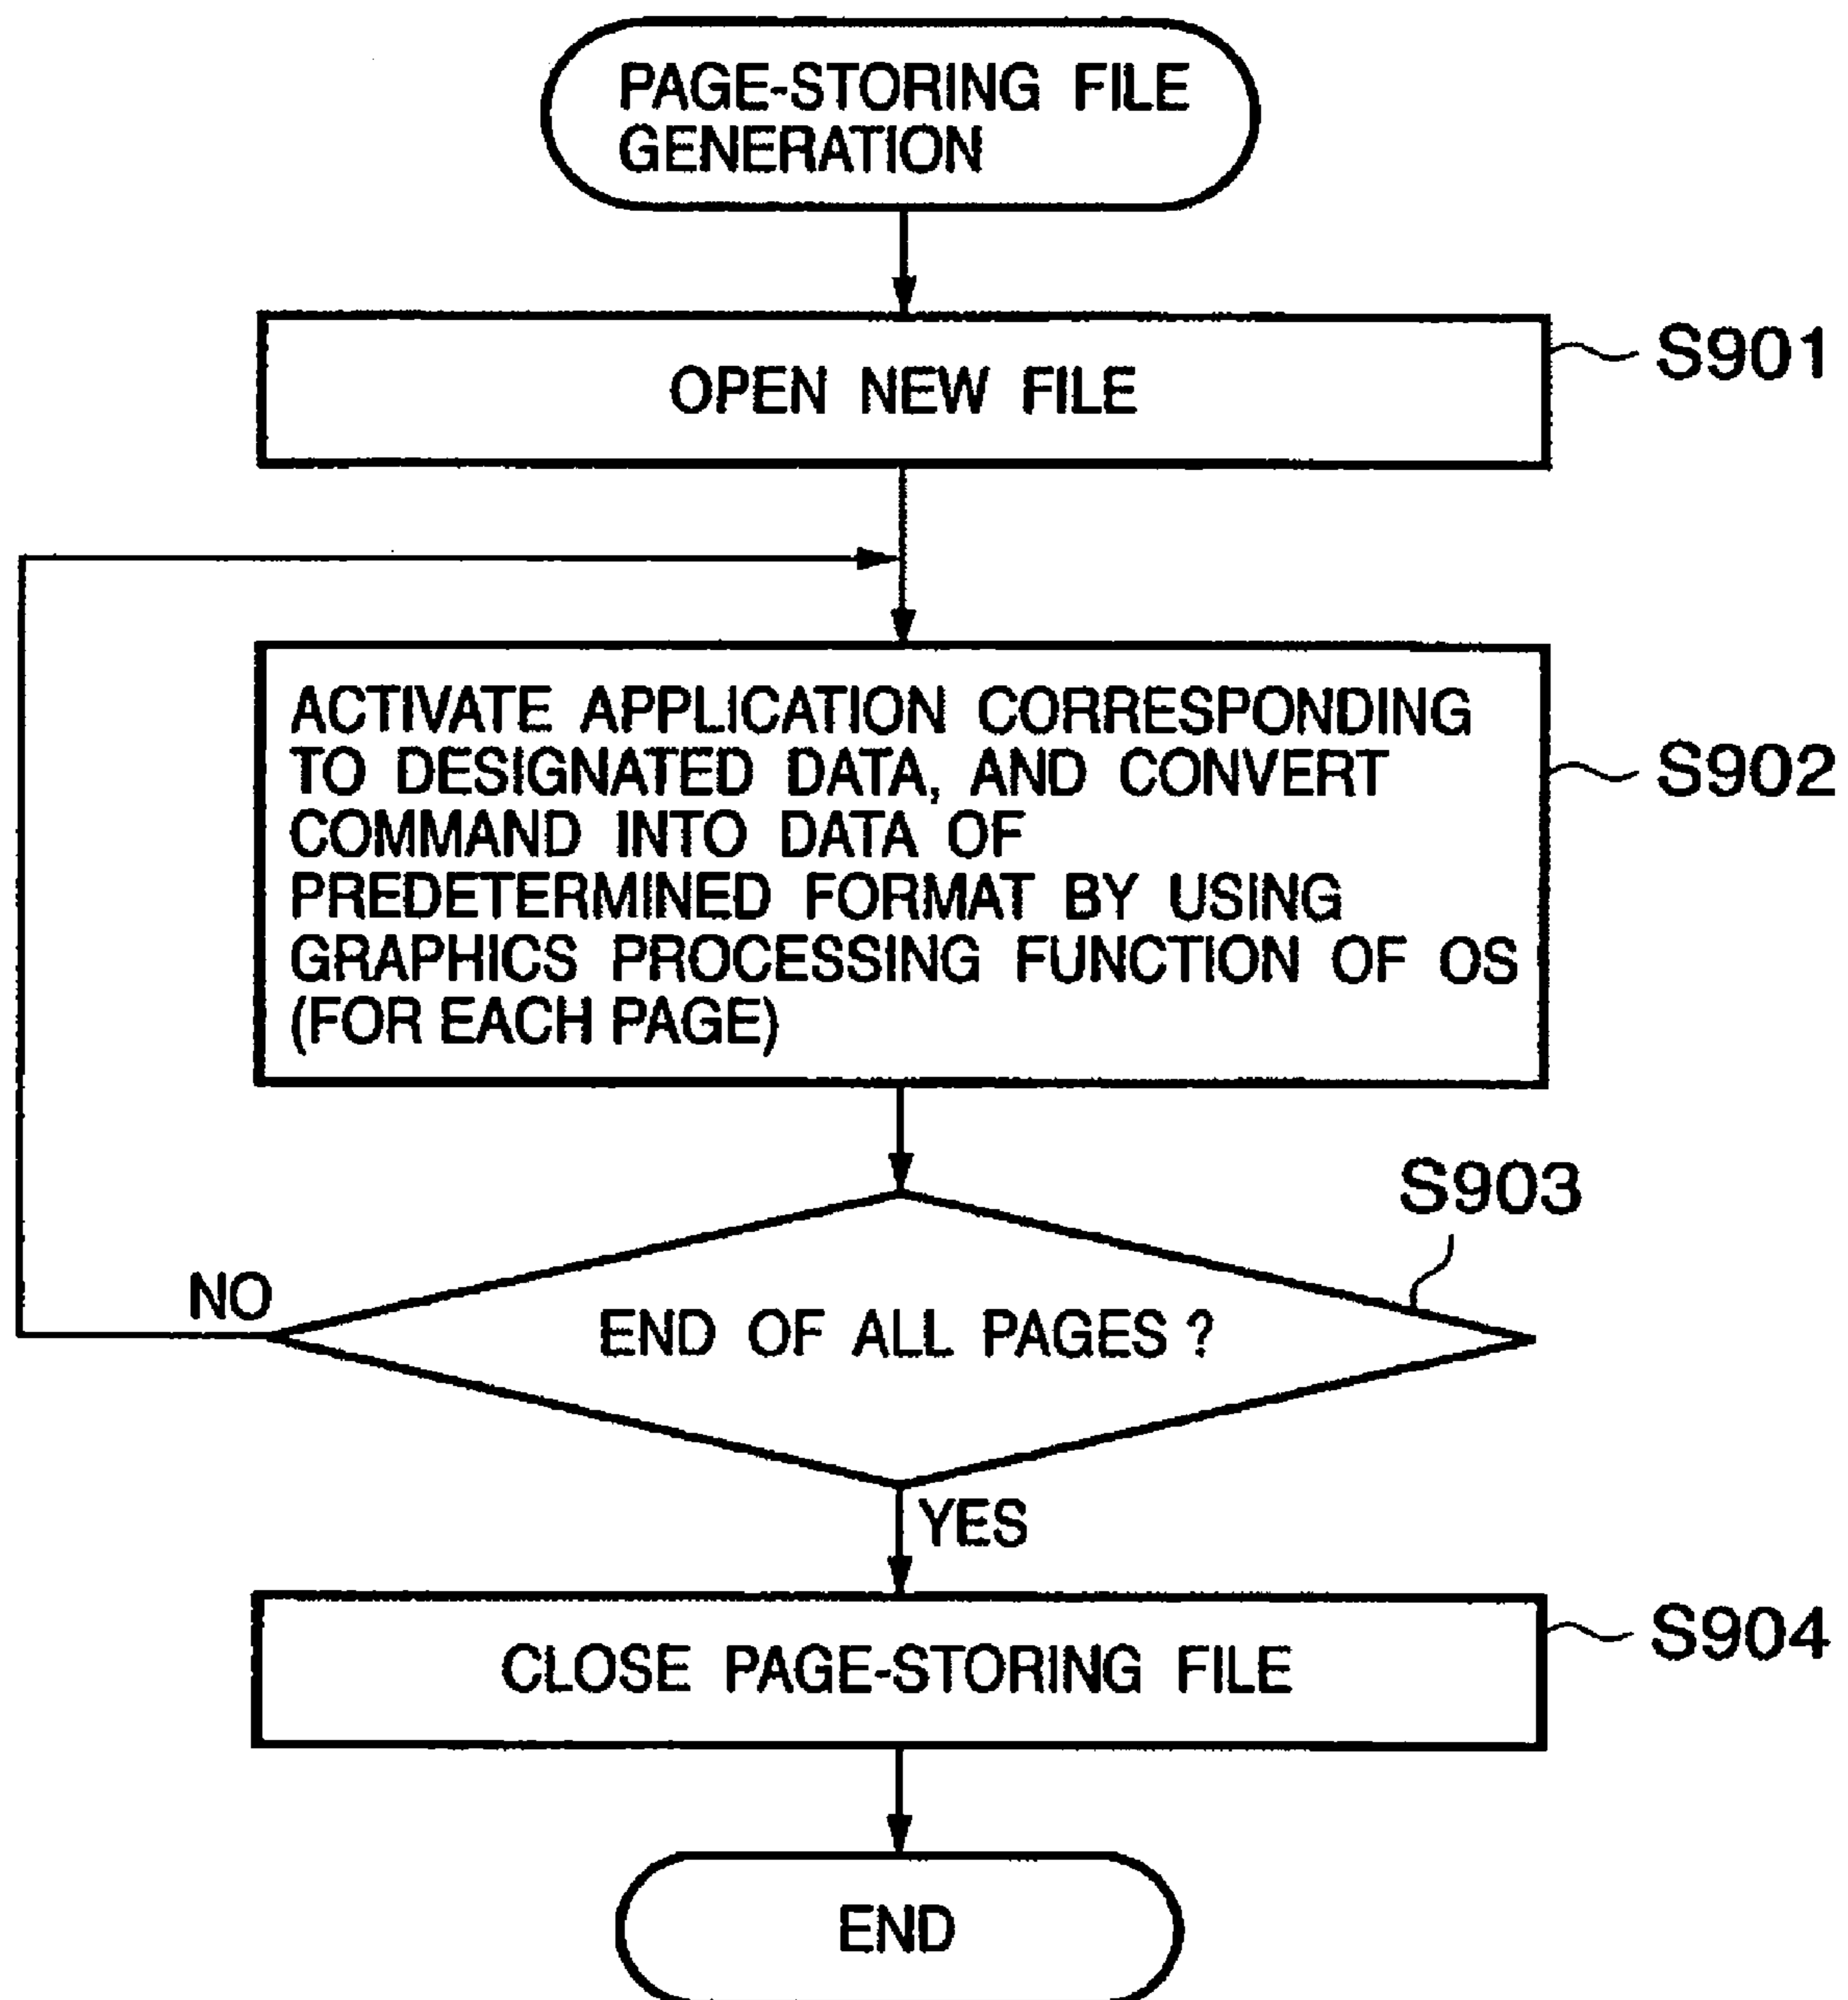 PAGE-STORING FILE
GENERATION
OPEN NEW FILE
S901
ACTIVATE APPLICATION CORRESPONDING
TO DESIGNATED DATA, AND CONVERT
COMMAND INTO DATA OF
PREDETERMINED FORMAT BY USING
GRAPHICS PROCESSING FUNCTION OF OS
(FOR EACH PAGE)
S902
S903
NO
END OF ALL PAGES ?
YES
CLOSE PAGE-STORING FILE
S904
END